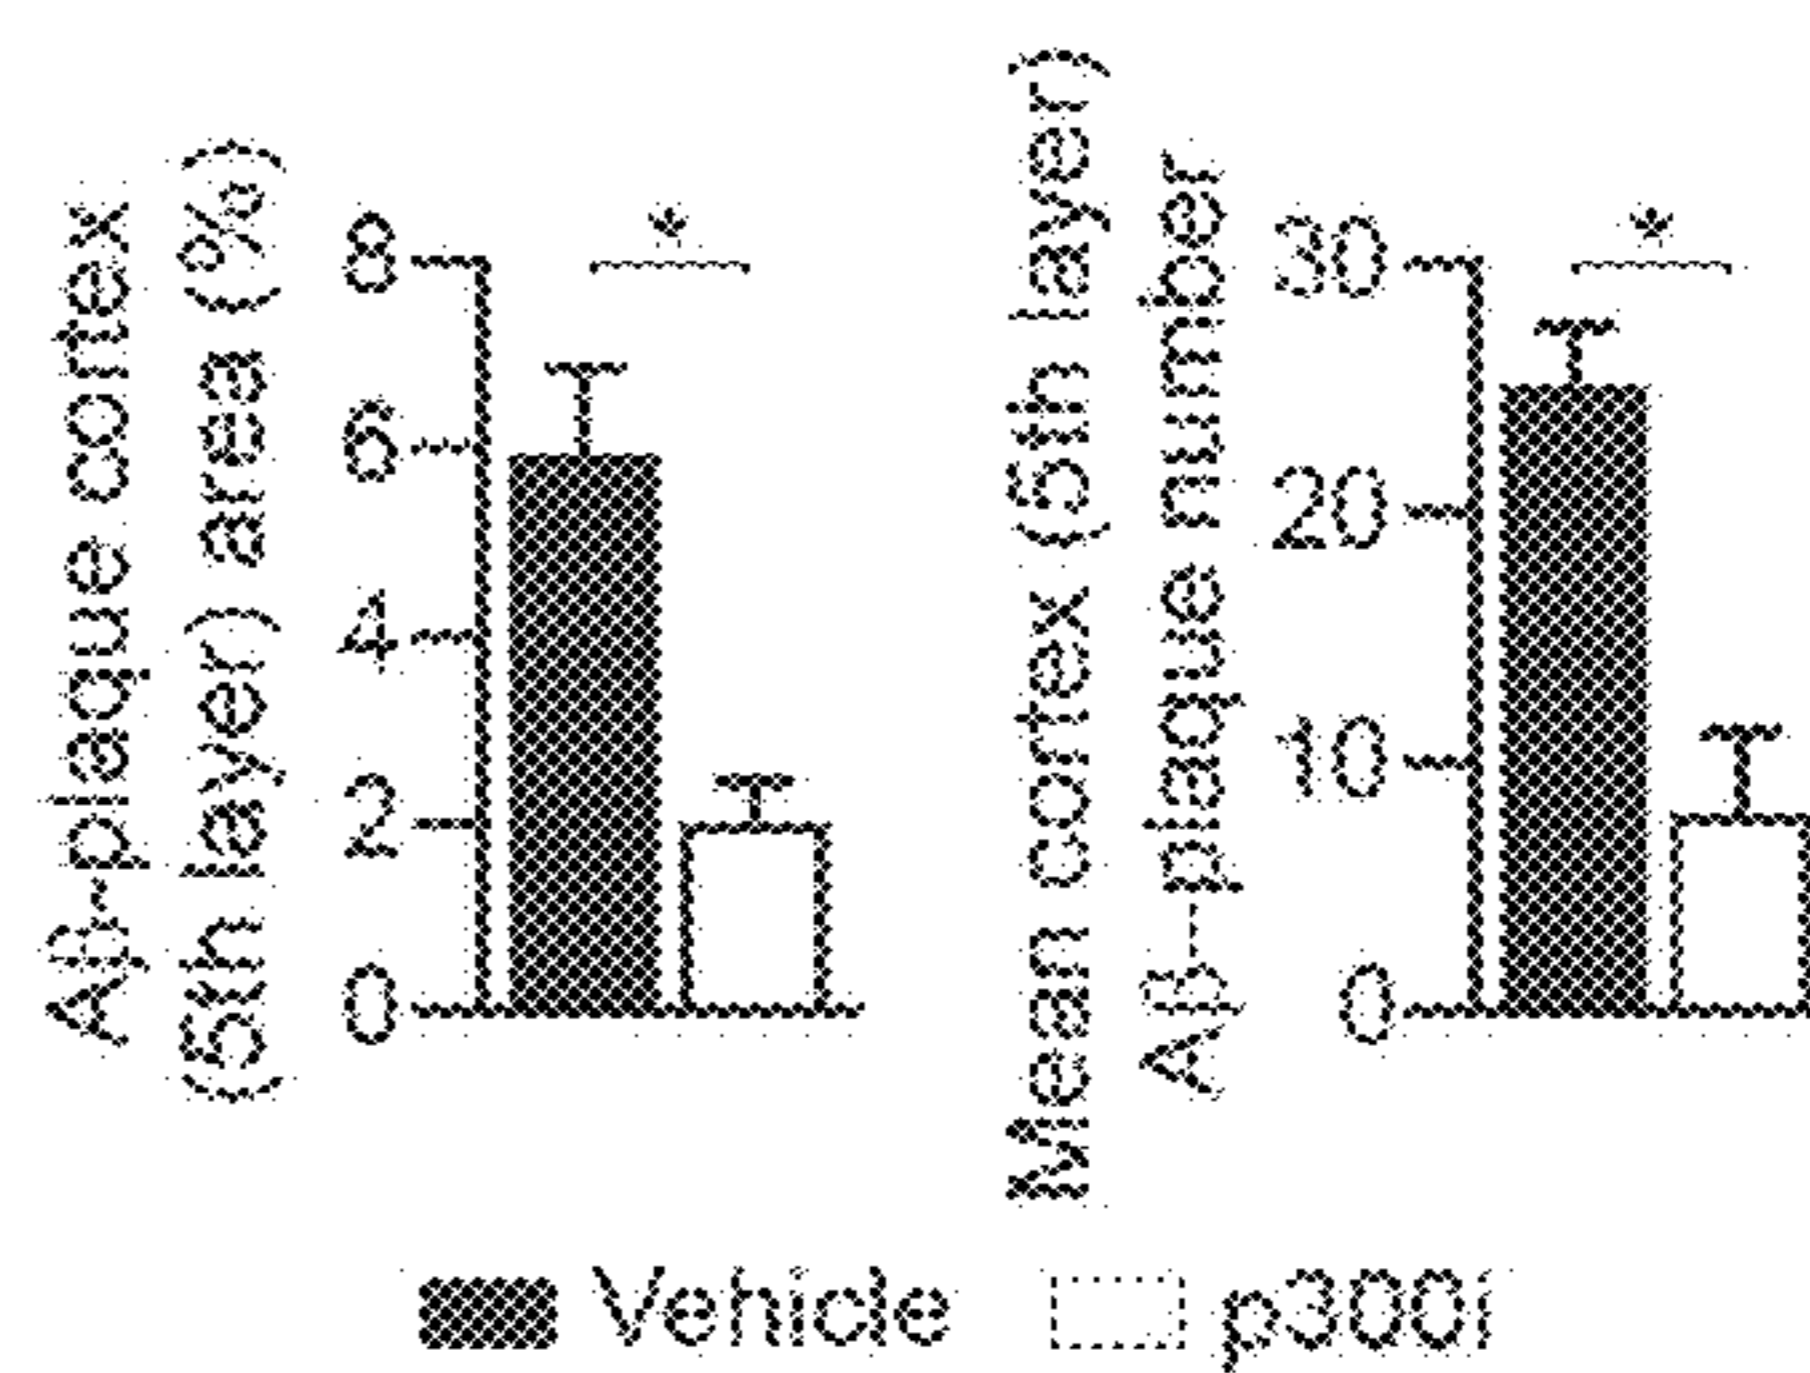 Aβ-plaque cortex
(5th layer) area (%)
8
6
4
2
0
*
Mean cortex (5th layer)
Aβ-plaque number
30
20
10
0
*
Vehicle
p300i